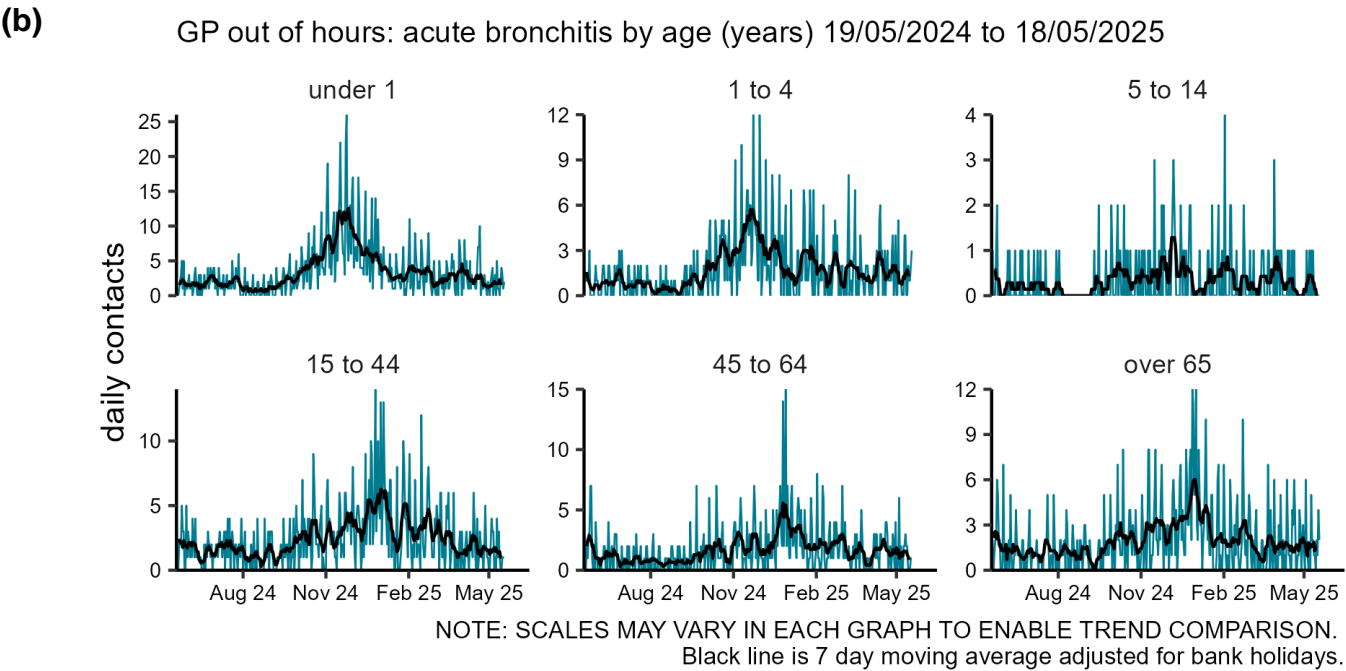 (b)
GP out of hours: acute bronchitis by age (years) 19/05/2024 to 18/05/2025
daily contacts
under 1
25
20
15
10
5
0
1 to 4
12
9
6
3
0
5 to 14
4
3
2
1
0
15 to 44
10
5
0
Aug 24 Nov 24 Feb 25 May 25
45 to 64
15
10
5
0
Aug 24 Nov 24 Feb 25 May 25
over 65
12
9
6
3
0
Aug 24 Nov 24 Feb 25 May 25
NOTE: SCALES MAY VARY IN EACH GRAPH TO ENABLE TREND COMPARISON.
Black line is 7 day moving average adjusted for bank holidays.